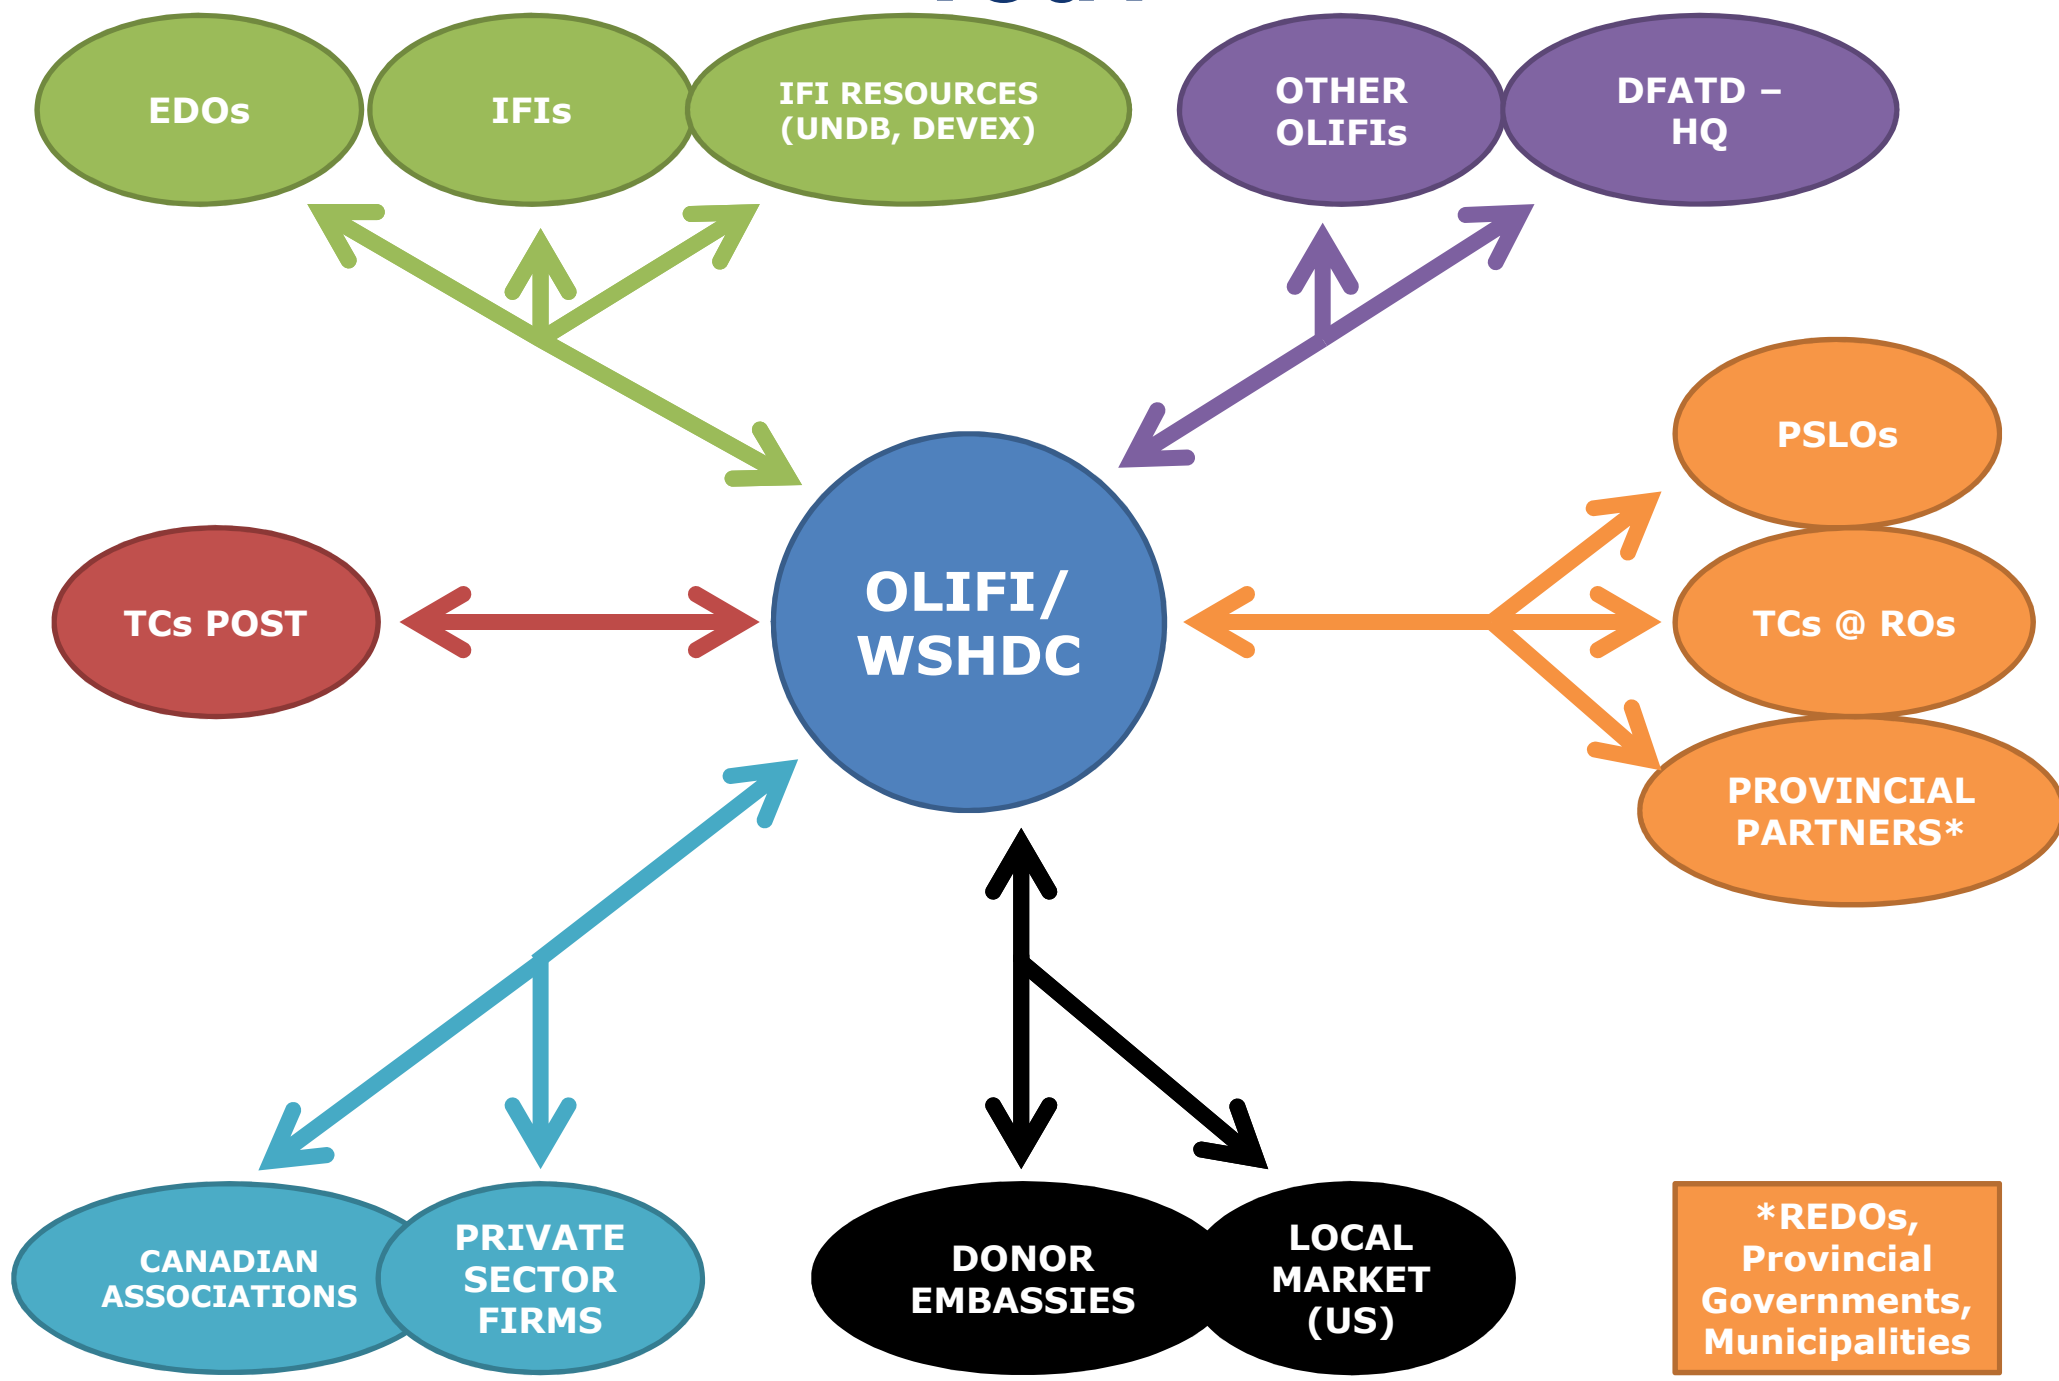 EDOs
IFIs
IFI RESOURCES
(UNDB, DEVEX)
OTHER
OLIFIs
DFATD –
HQ
PSLOs
OLIFI/
WSHDC
TCs POST
TCs @ ROs
PROVINCIAL
PARTNERS*
CANADIAN
ASSOCIATIONS
PRIVATE
SECTOR
FIRMS
DONOR
EMBASSIES
LOCAL
MARKET
(US)
*REDOs,
Provincial
Governments,
Municipalities